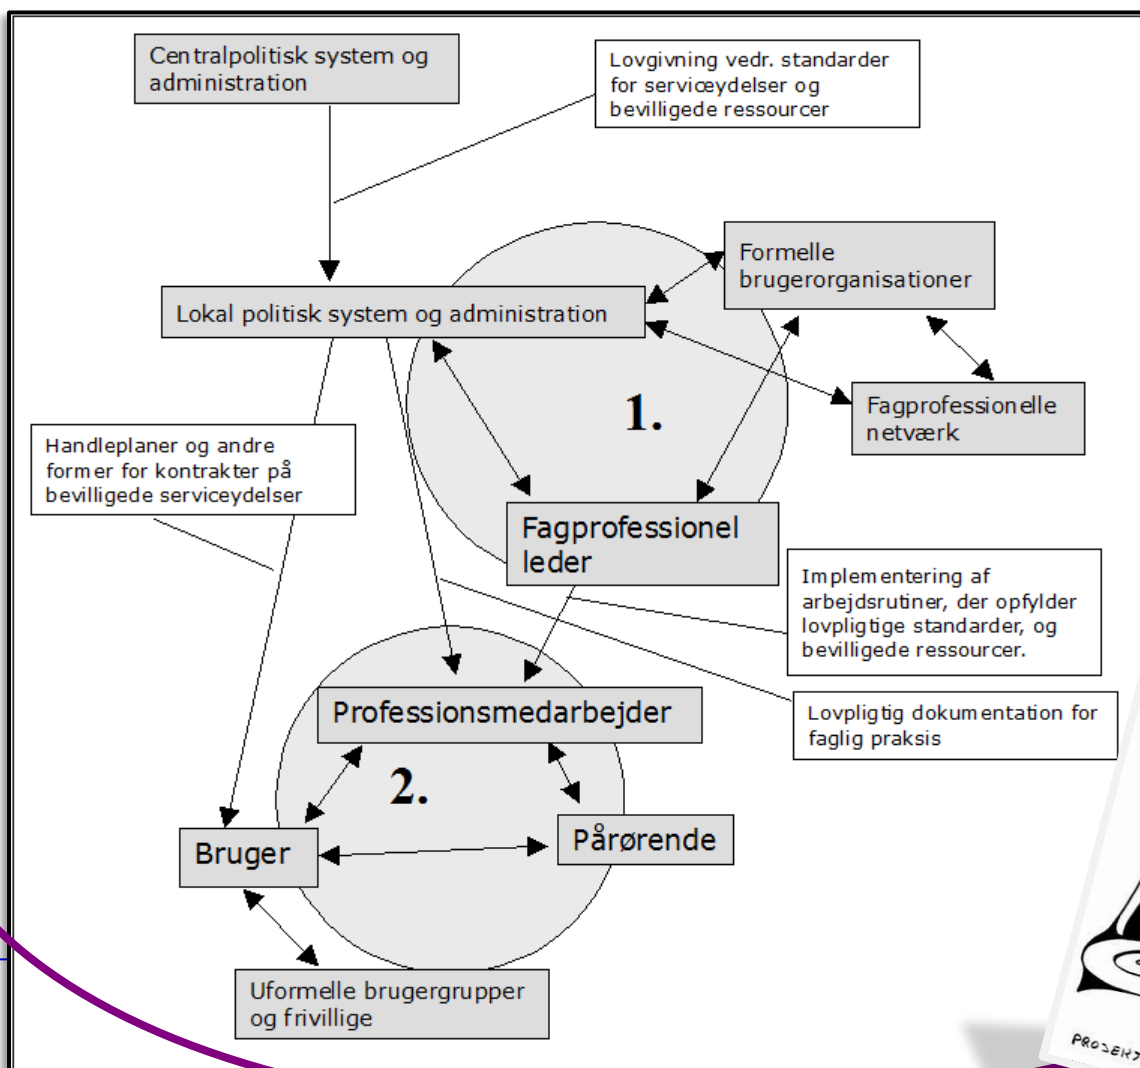 Centralpolitisk system og
administration
Lovgivning vedr. standarder
for serviceydelser og
bevilligede ressourcer
Formelle
brugerorganisationer
Lokal politisk system og administration
Fagprofessionelle
netværk
1.
Handleplaner og andre
former for kontrakter på
bevilligede serviceydelser
Fagprofessionel
leder
Implementering af
arbejdsrutiner, der opfylder
lovpligtige standarder, og
bevilligede ressourcer.
Professionsmedarbejder
Lovpligtig dokumentation for
faglig praksis
2.
Bruger
Pårørende
Uformelle brugergrupper
og frivillige